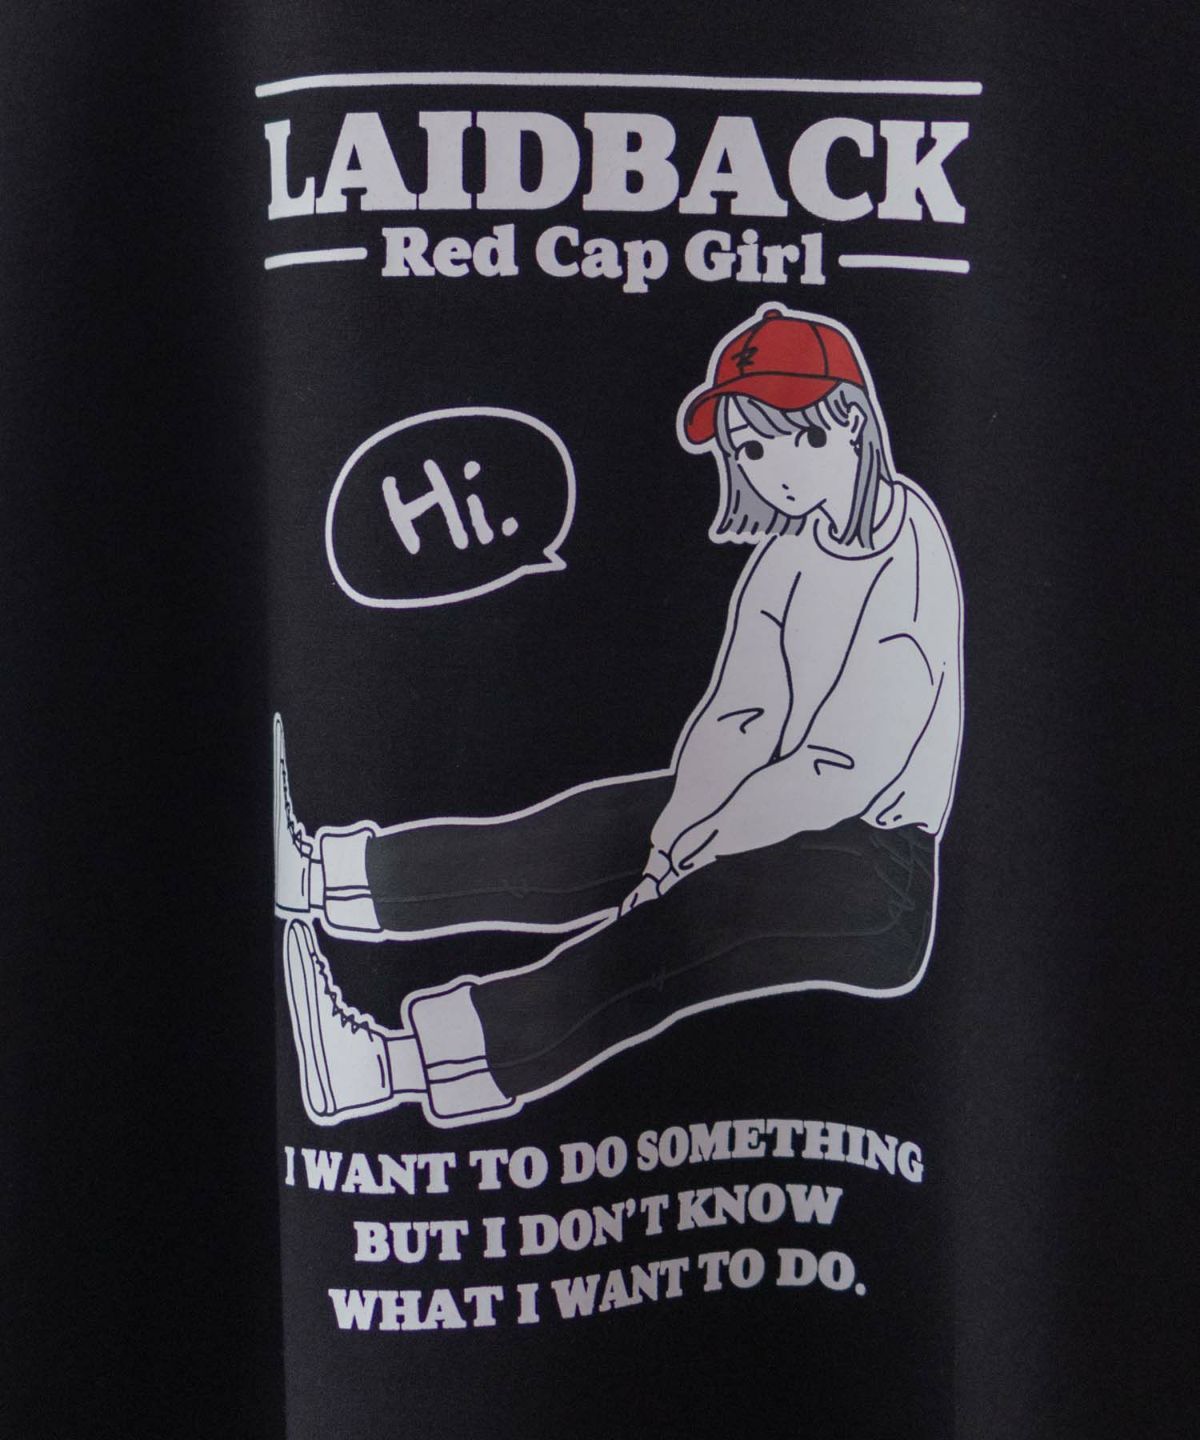 LAIDBACK
Red Cap Girl
Hi.
I WANT TO DO SOMETHING
BUT I DON'T KNOW
WHAT I WANT TO DO.